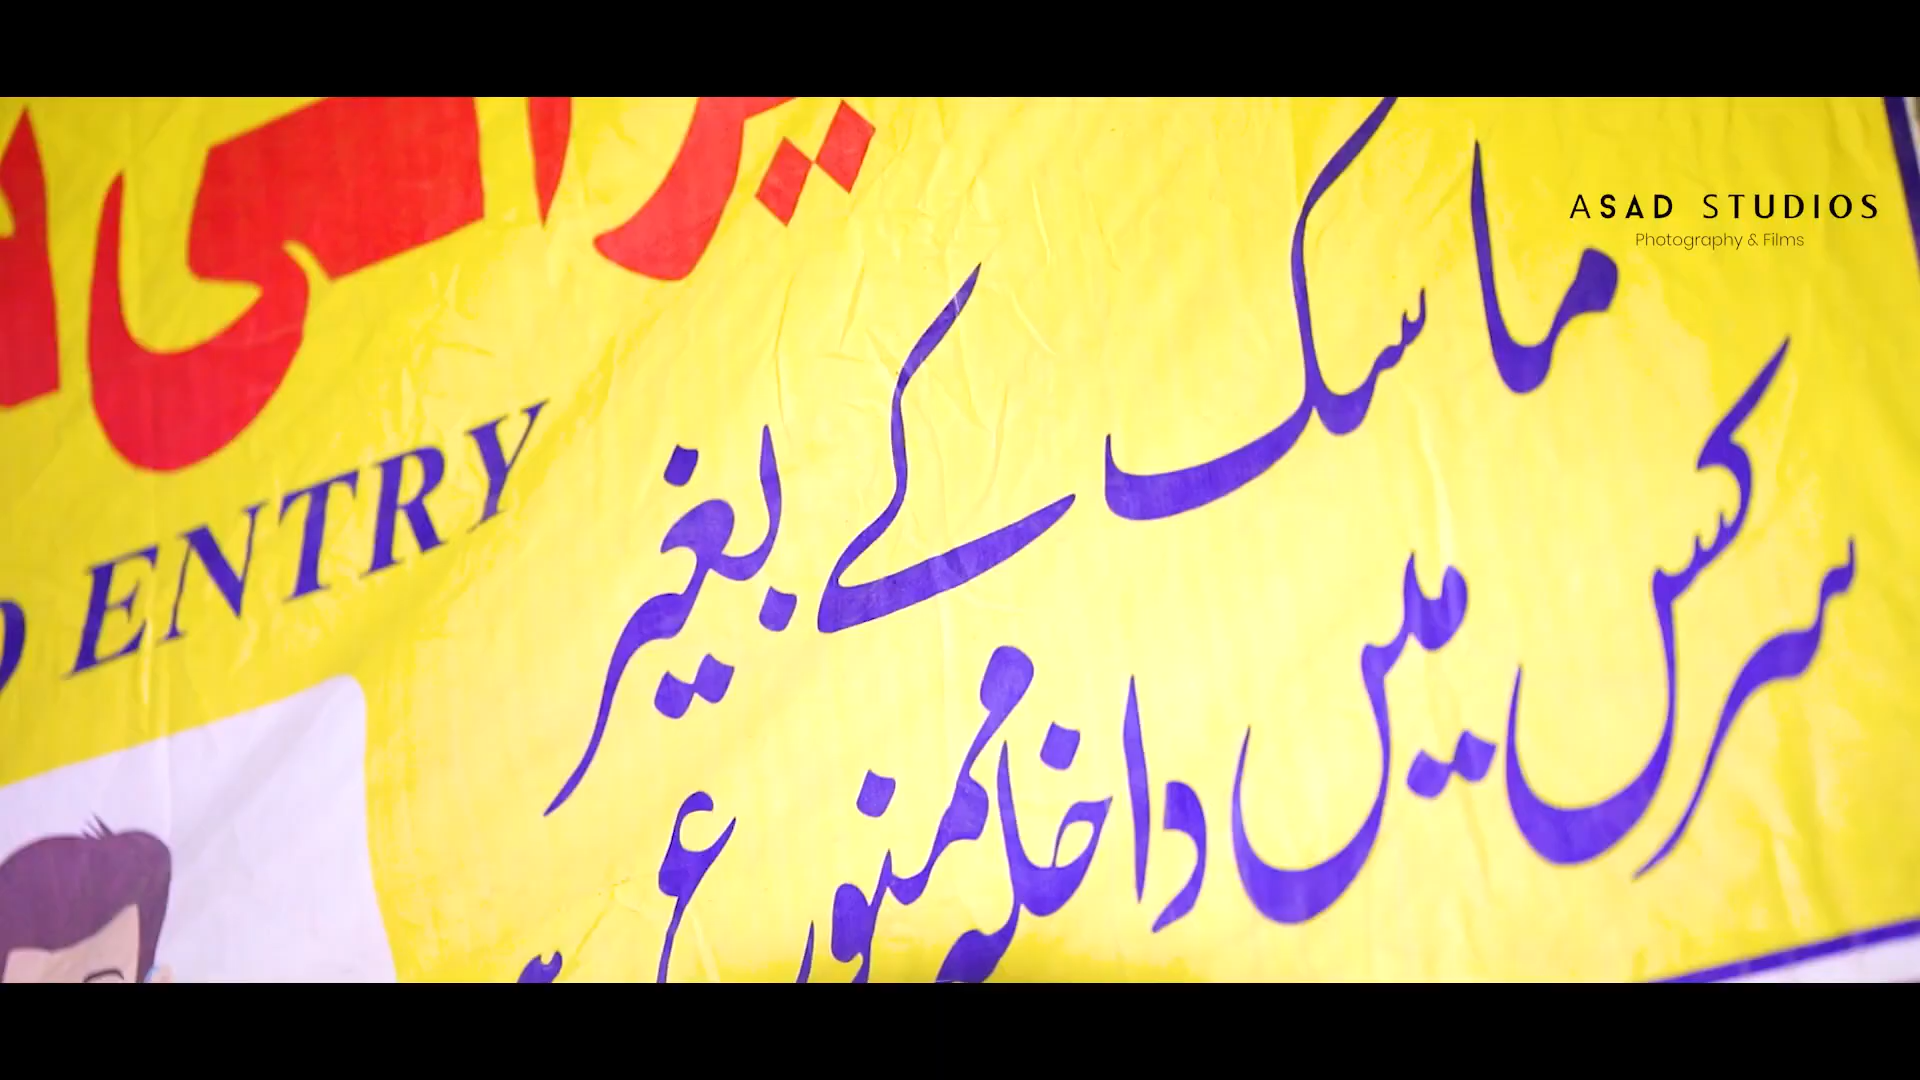 ASAD STUDIOS
Photography & Films
ماسک کے بغیر
سرکس میں داخلہ ممنوع
ENTRY